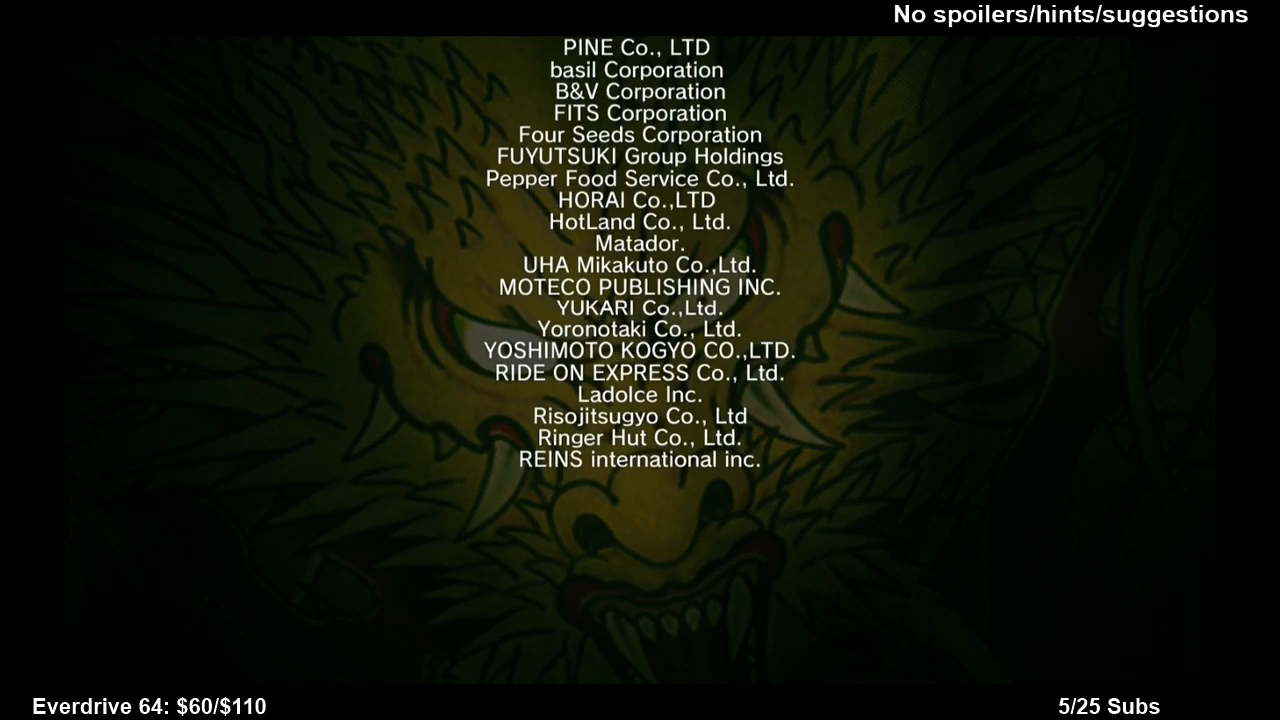 No spoilers/hints/suggestions
PINE Co., LTD
basil Corporation
B&V Corporation
FITS Corporation
Four Seeds Corporation
FUYUTSUKI Group Holdings
Pepper Food Service Co., Ltd.
HORAI Co.,LTD
HotLand Co., Ltd.
Matador.
UHA Mikakuto Co.,Ltd.
MOTECO PUBLISHING INC.
YUKARI Co.,Ltd.
Yoronotaki Co., Ltd.
YOSHIMOTO KOGYO CO.,LTD.
RIDE ON EXPRESS Co., Ltd.
Ladolce Inc.
Risojitsugyo Co., Ltd
Ringer Hut Co., Ltd.
REINS international inc.
Everdrive 64: $60/$110
5/25 Subs